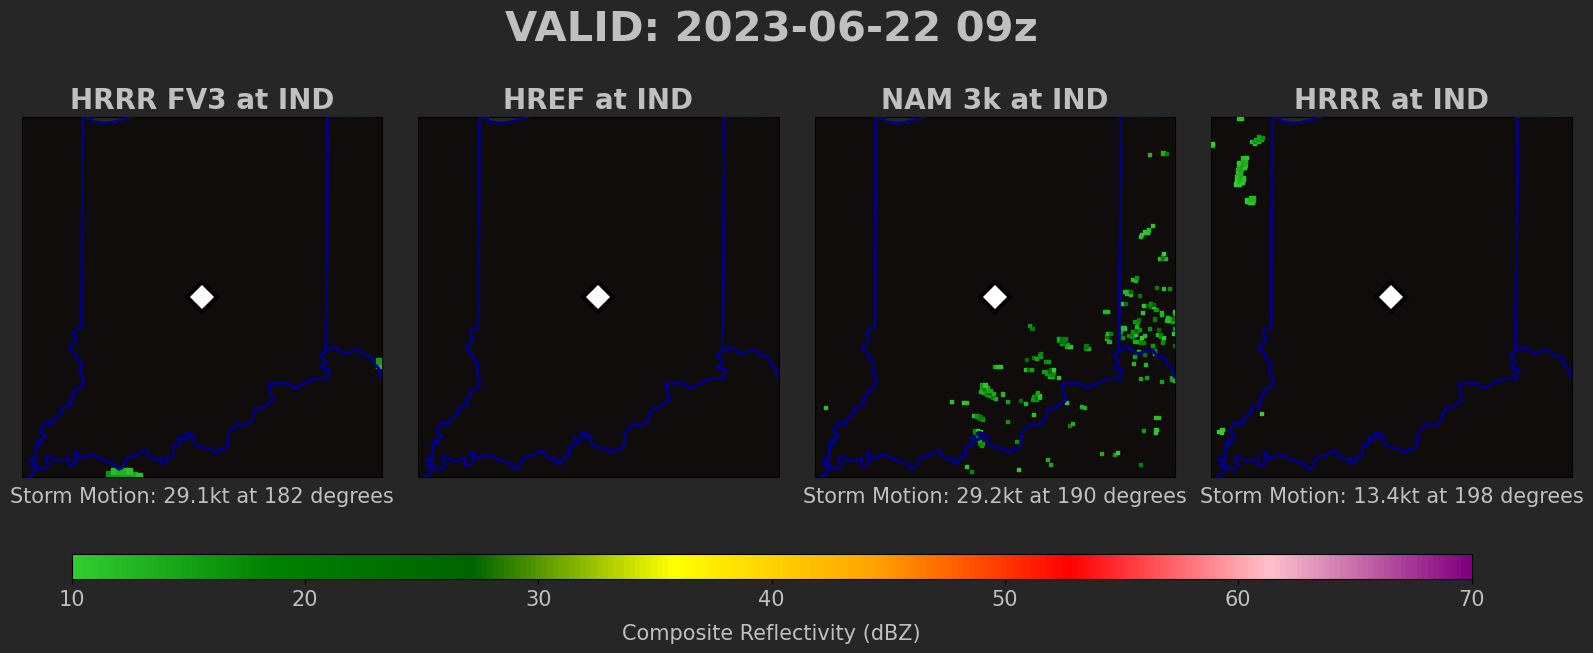 VALID: 2023-06-22 09z
HRRR FV3 at IND
HREF at IND
NAM 3k at IND
HRRR at IND
Storm Motion: 29.1kt at 182 degrees
Storm Motion: 29.2kt at 190 degrees
Storm Motion: 13.4kt at 198 degrees
10 20 30 40 50 60 70
Composite Reflectivity (dBZ)